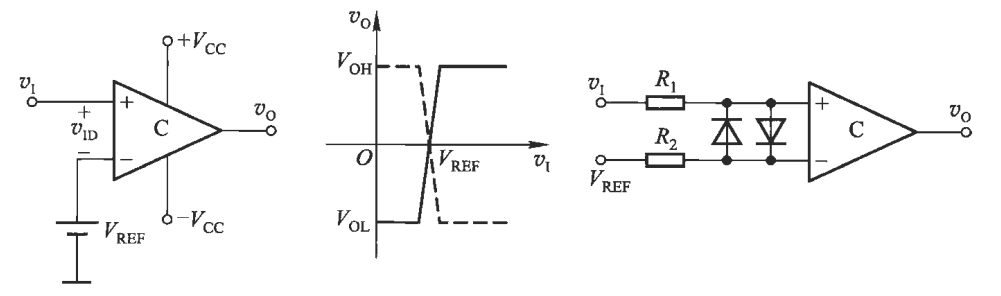 +V_CC
v_I
+
v_ID
−
+
−
C
v_O
−V_CC
V_REF
v_O
V_OH
O
V_REF
v_I
V_OL
v_I
R_1
R_2
V_REF
+
−
C
v_O